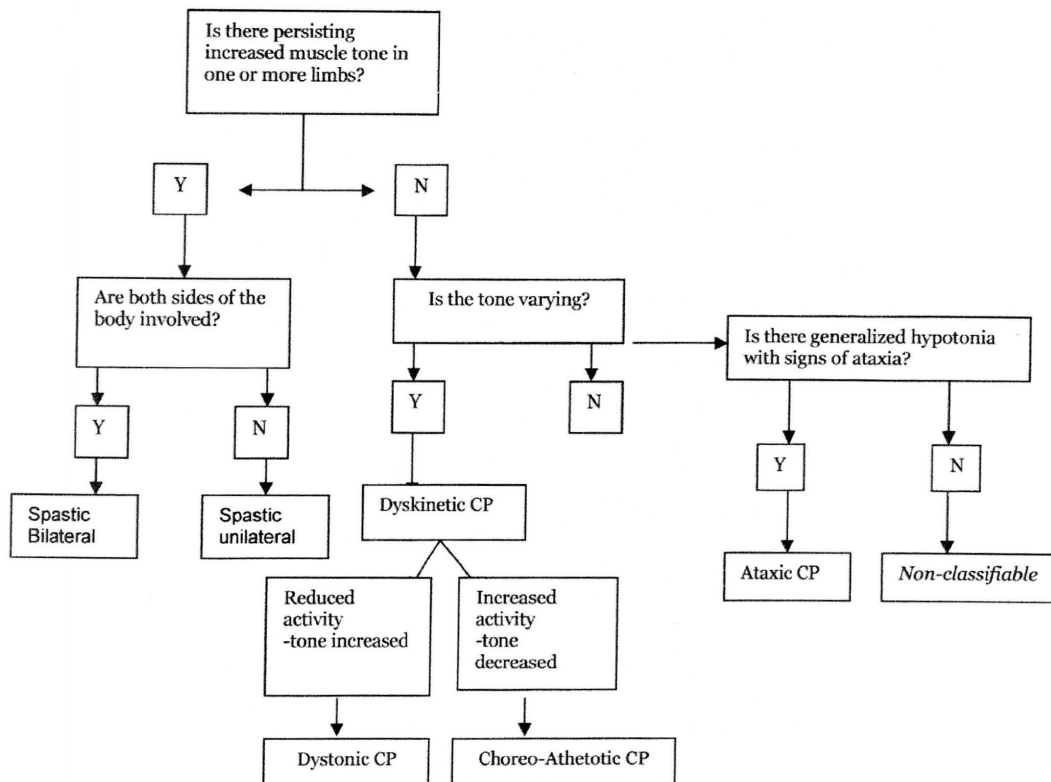 Is there persisting
increased muscle tone in
one or more limbs?
Y
N
Are both sides of the
body involved?
Is the tone varying?
Is there generalized hypotonia
with signs of ataxia?
Y
N
Y
N
Y
N
Spastic
Bilateral
Spastic
unilateral
Dyskinetic CP
Ataxic CP
Non-classifiable
Reduced
activity
-tone increased
Increased
activity
-tone
decreased
Dystonic CP
Choreo-Athetotic CP